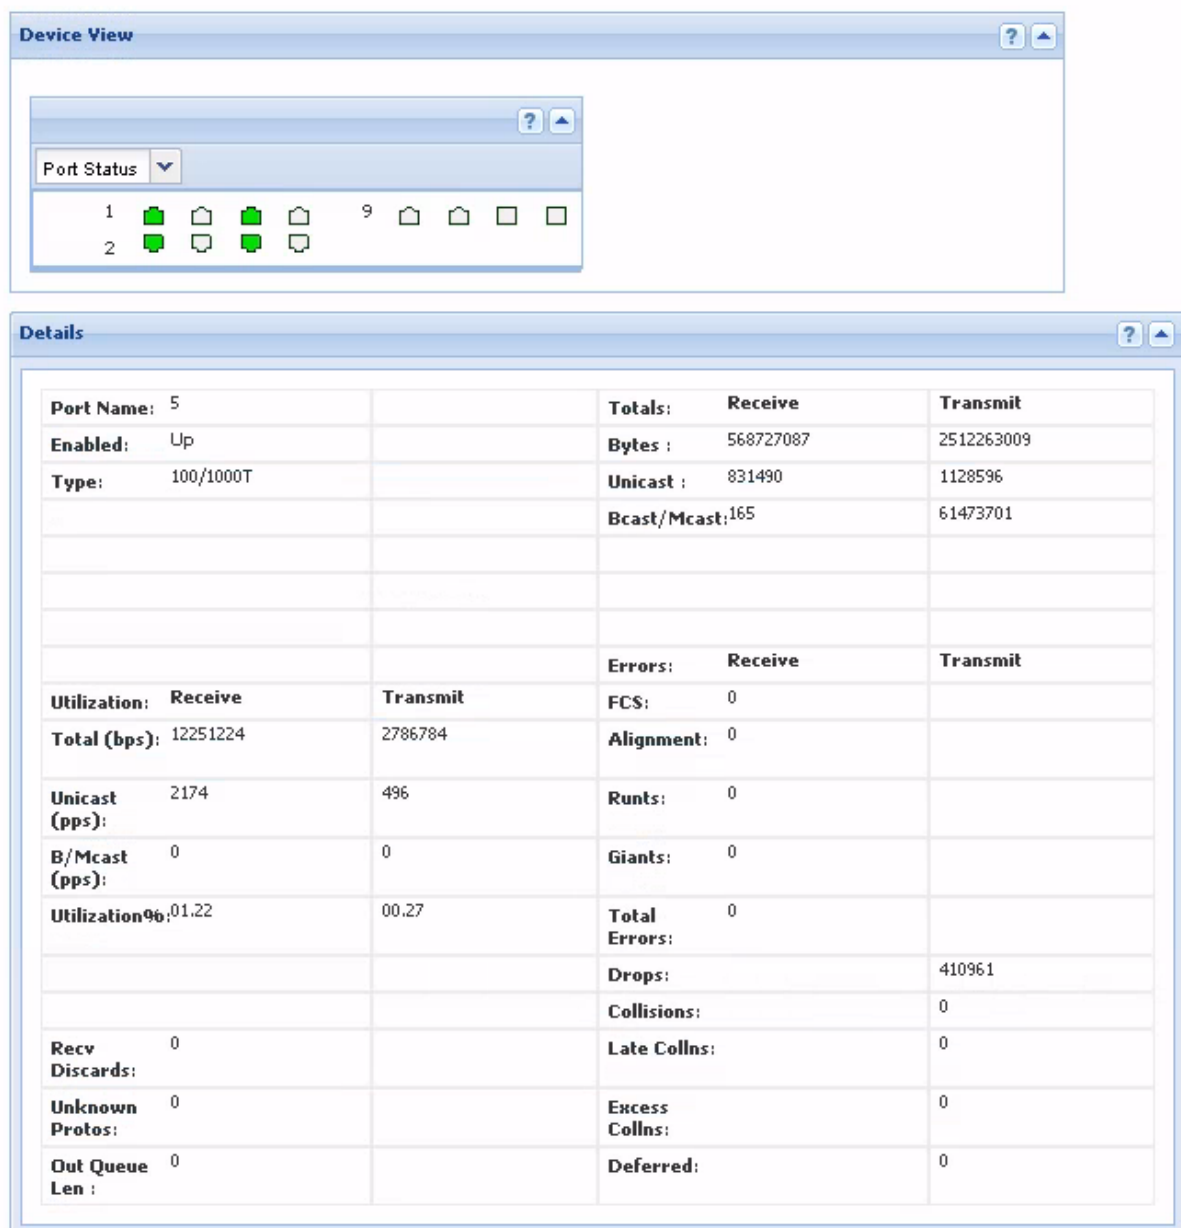 Device View
?
?
Port Status
1 9
2
Details
?
Port Name: 5 Totals: Receive Transmit
Enabled: Up Bytes : 568727087 2512263009
Type: 100/1000T Unicast : 831490 1128596
Bcast/Mcast: 165 61473701
Errors: Receive Transmit
Utilization: Receive Transmit FCS: 0
Total (bps): 12251224 2786784 Alignment: 0
Unicast 2174 496 Runts: 0
(pps):
B/Mcast 0 0 Giants: 0
(pps):
Utilization%: 01.22 00.27 Total 0
Errors:
Drops: 410961
Collisions: 0
Recv 0 Late Collns: 0
Discards:
Unknown 0 Excess 0
Protos: Collns:
Out Queue 0 Deferred: 0
Len :